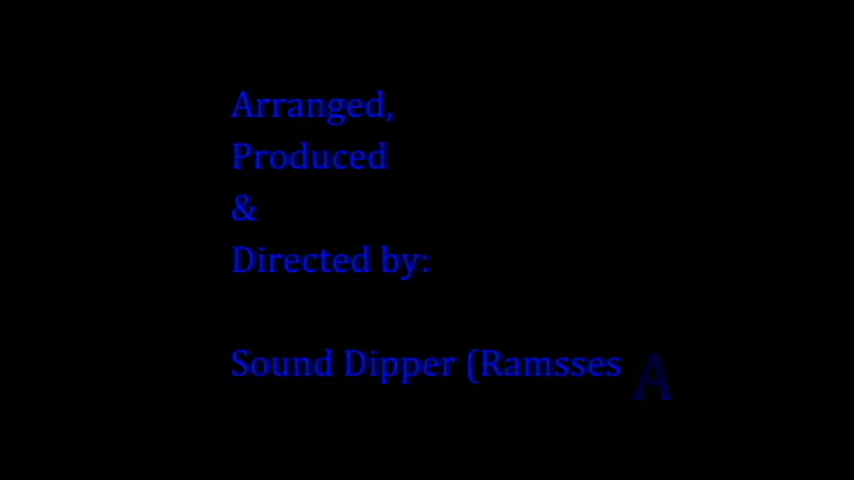 Arranged,
Produced
&
Directed by:
Sound Dipper (Ramsses A